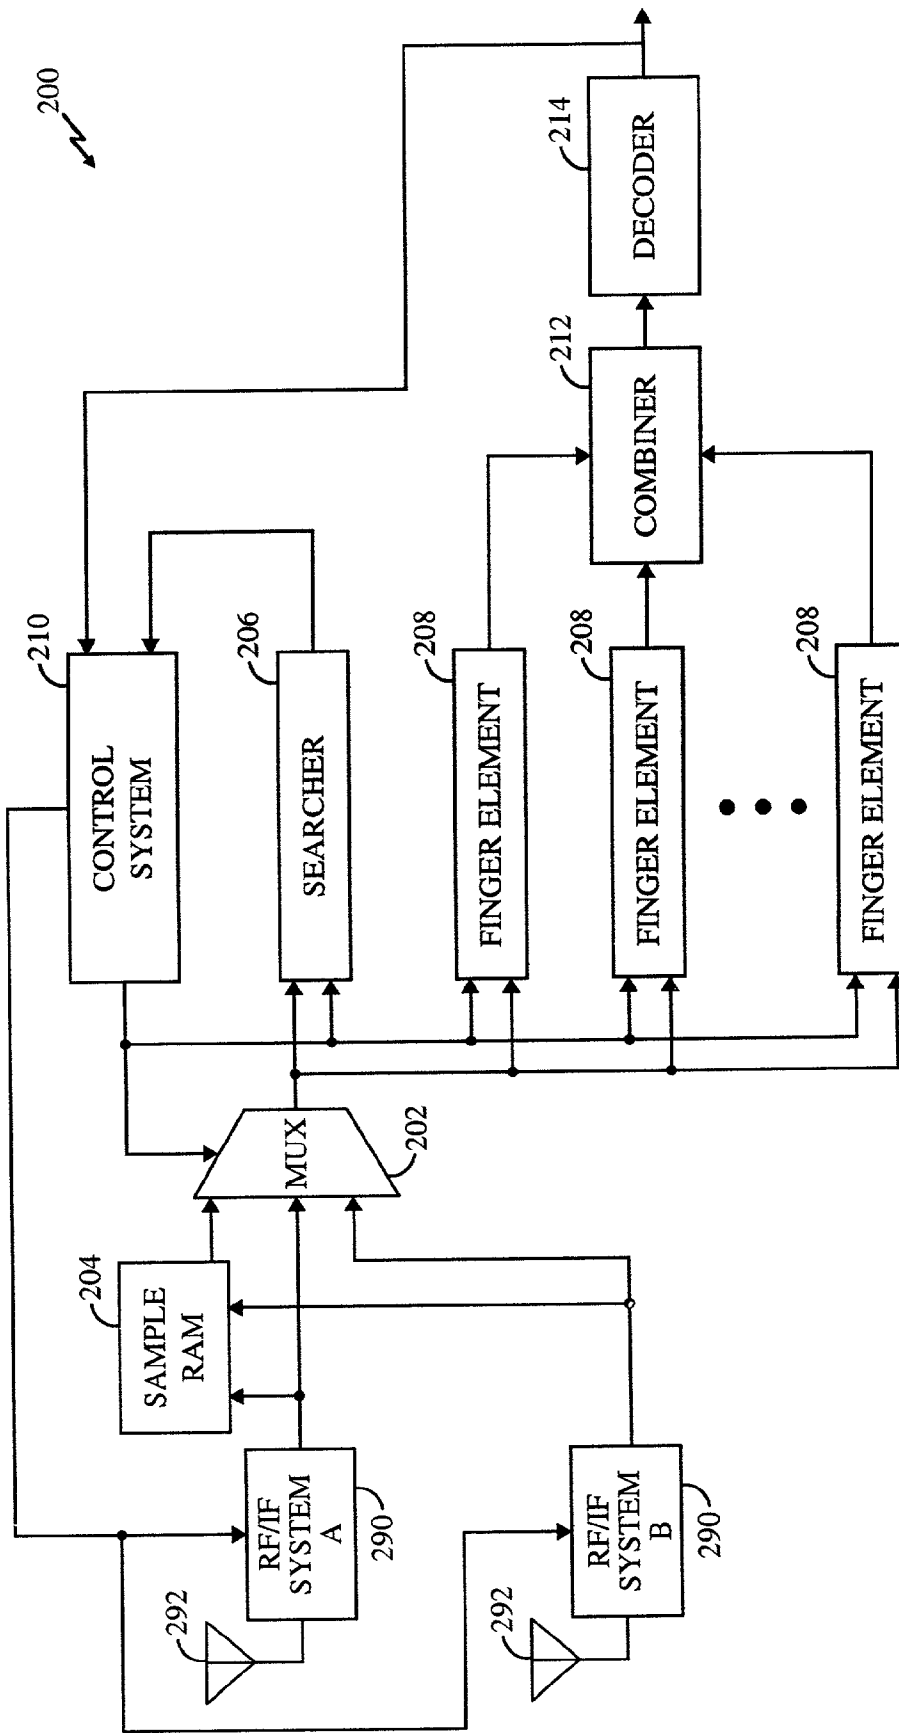 200
210
CONTROL
SYSTEM
206
SEARCHER
208
FINGER ELEMENT
208
FINGER ELEMENT
208
FINGER ELEMENT
212
COMBINER
214
DECODER
202
MUX
204
SAMPLE
RAM
RF/IF
SYSTEM
A
290
292
RF/IF
SYSTEM
B
290
292